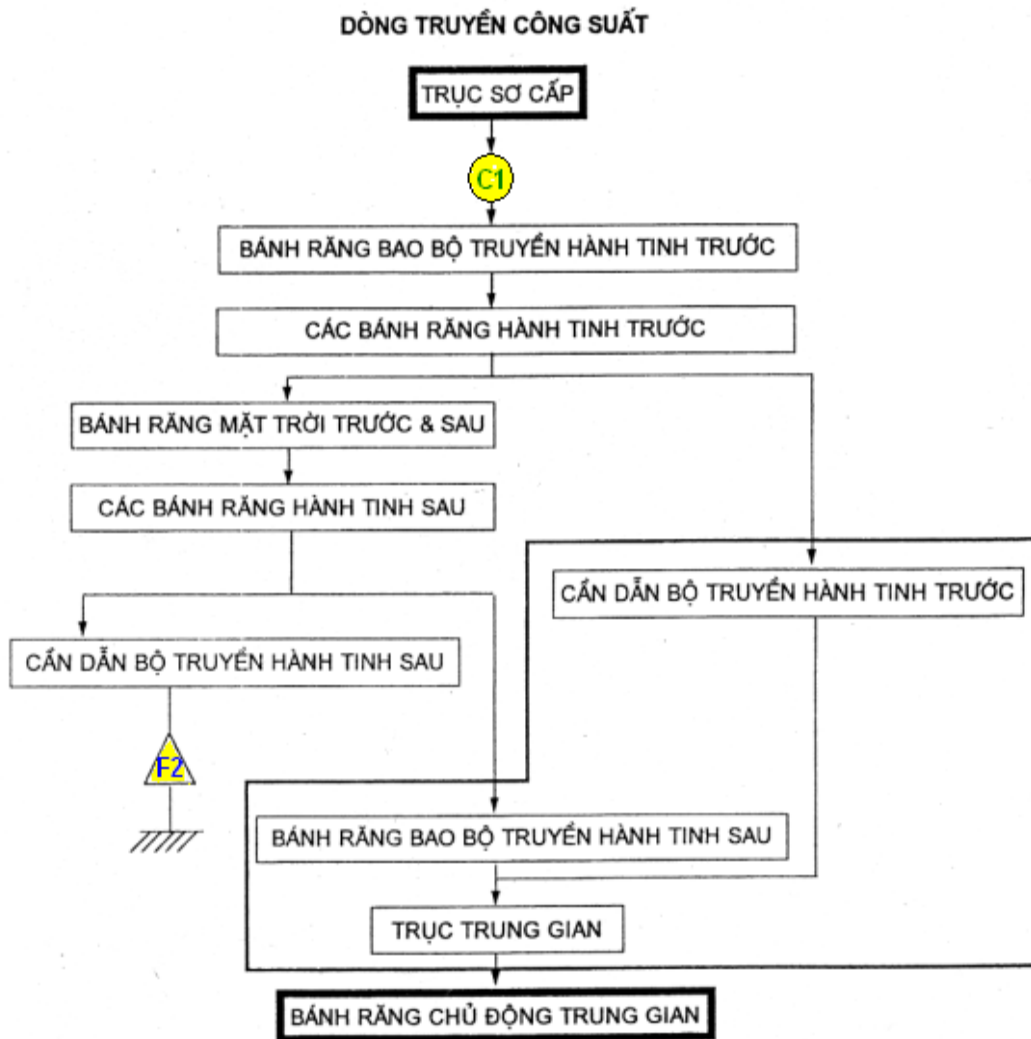 DÒNG TRUYỀN CÔNG SUẤT
TRỤC SƠ CẤP
C1
BÁNH RĂNG BAO BỘ TRUYỀN HÀNH TINH TRƯỚC
CÁC BÁNH RĂNG HÀNH TINH TRƯỚC
BÁNH RĂNG MẶT TRỜI TRƯỚC & SAU
CÁC BÁNH RĂNG HÀNH TINH SAU
CẦN DẪN BỘ TRUYỀN HÀNH TINH TRƯỚC
CẦN DẪN BỘ TRUYỀN HÀNH TINH SAU
F2
BÁNH RĂNG BAO BỘ TRUYỀN HÀNH TINH SAU
TRỤC TRUNG GIAN
BÁNH RĂNG CHỦ ĐỘNG TRUNG GIAN